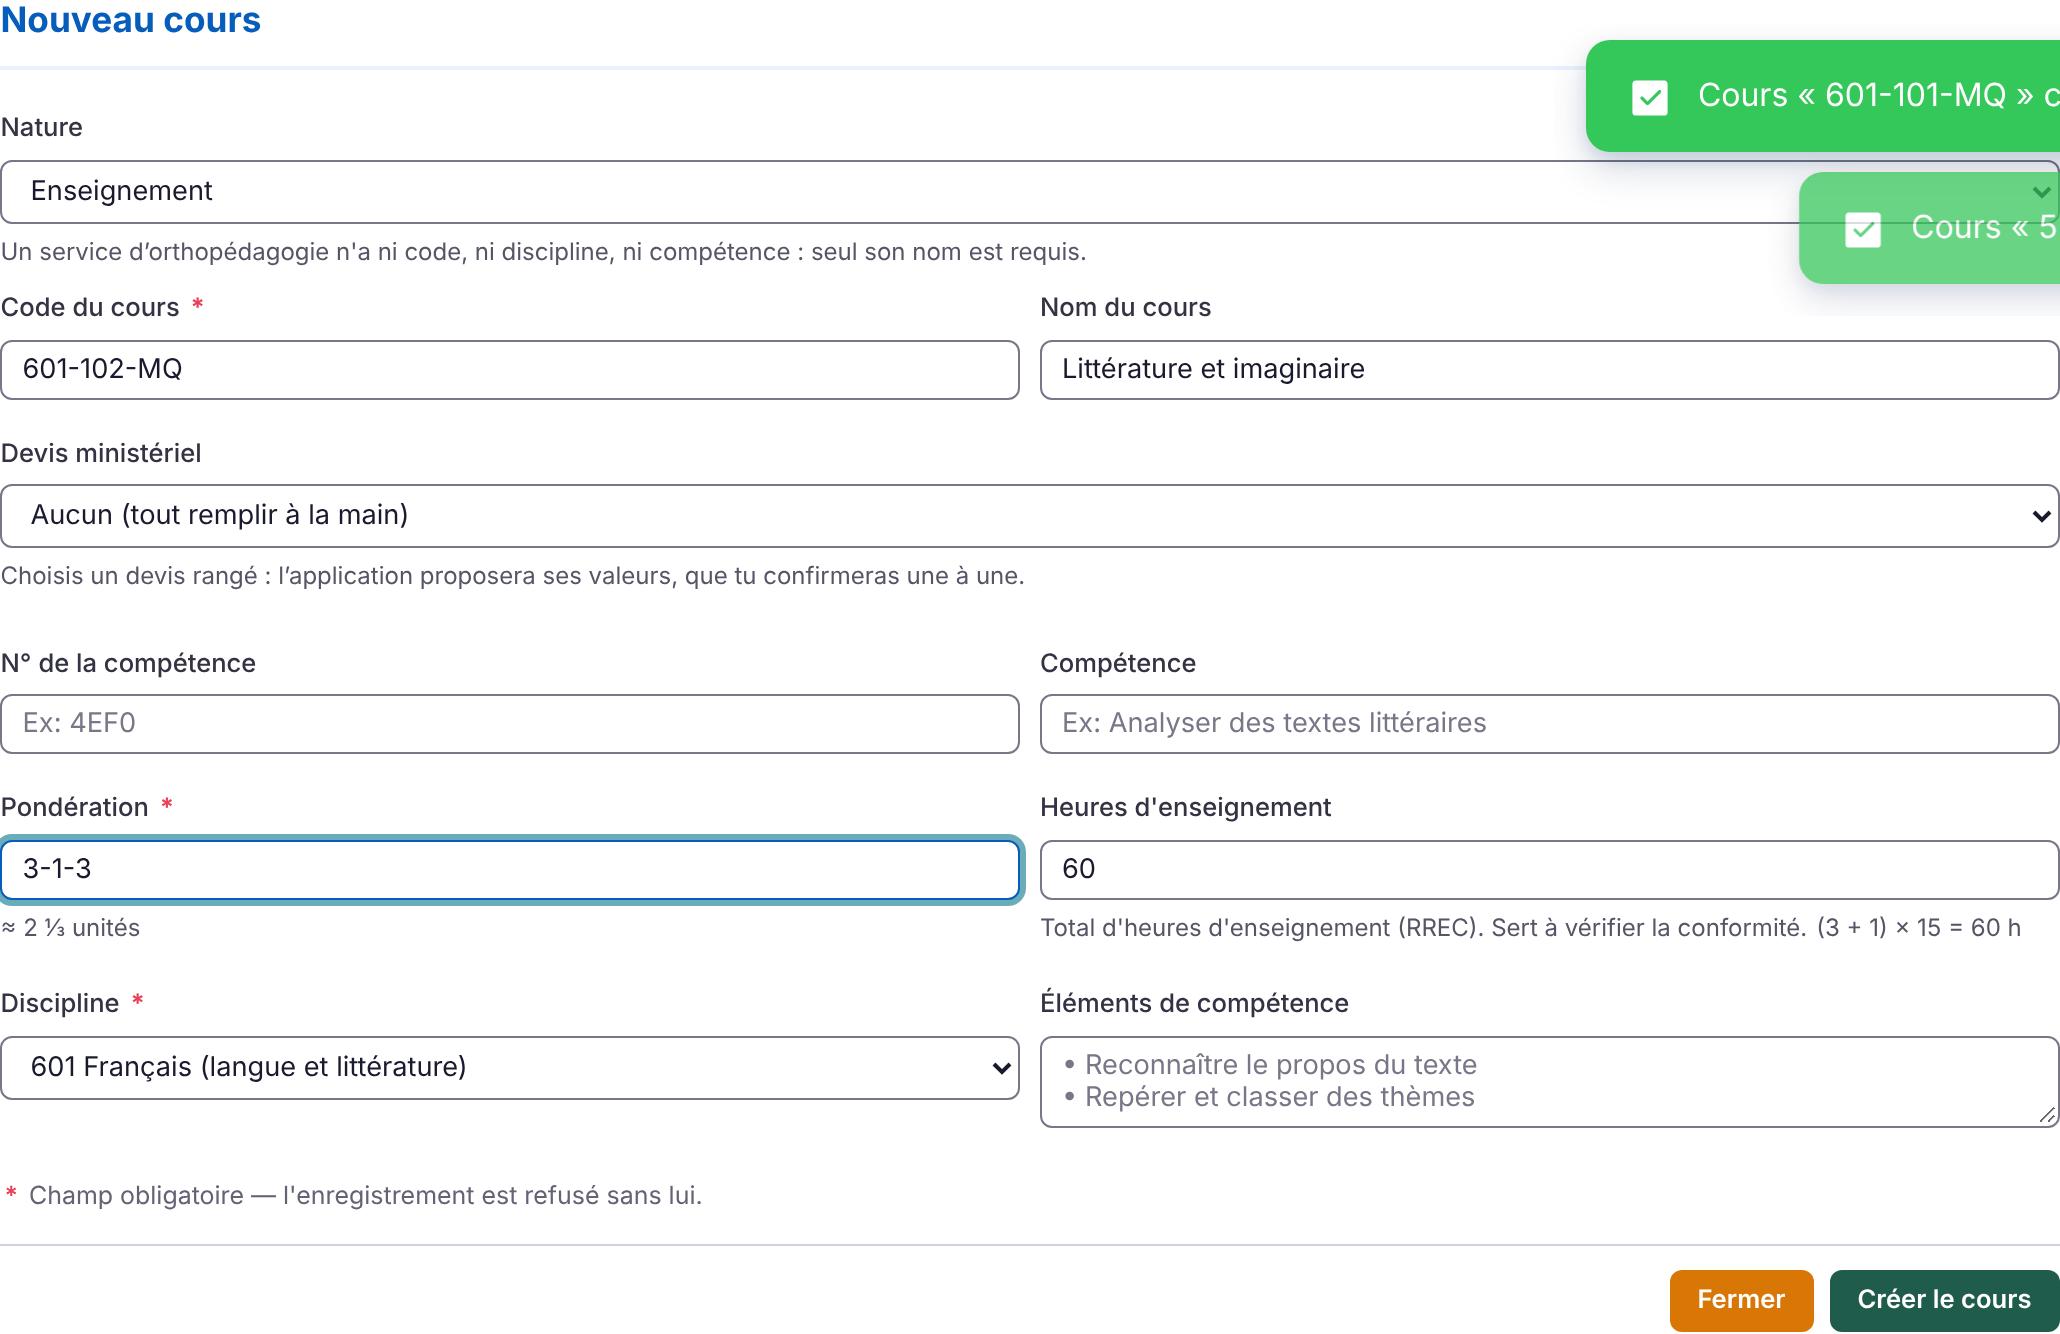 Nouveau cours
Cours « 601-101-MQ » c
Nature
Enseignement
Cours « 5
Un service d’orthopédagogie n'a ni code, ni discipline, ni compétence : seul son nom est requis.
Code du cours *
Nom du cours
601-102-MQ
Littérature et imaginaire
Devis ministériel
Aucun (tout remplir à la main)
Choisis un devis rangé : l’application proposera ses valeurs, que tu confirmeras une à une.
N° de la compétence
Compétence
Ex: 4EF0
Ex: Analyser des textes littéraires
Pondération *
Heures d'enseignement
3-1-3
60
≈ 2 ⅓ unités
Total d'heures d'enseignement (RREC). Sert à vérifier la conformité. (3 + 1) × 15 = 60 h
Discipline *
Éléments de compétence
601 Français (langue et littérature)
• Reconnaître le propos du texte
• Repérer et classer des thèmes
* Champ obligatoire — l'enregistrement est refusé sans lui.
Fermer
Créer le cours